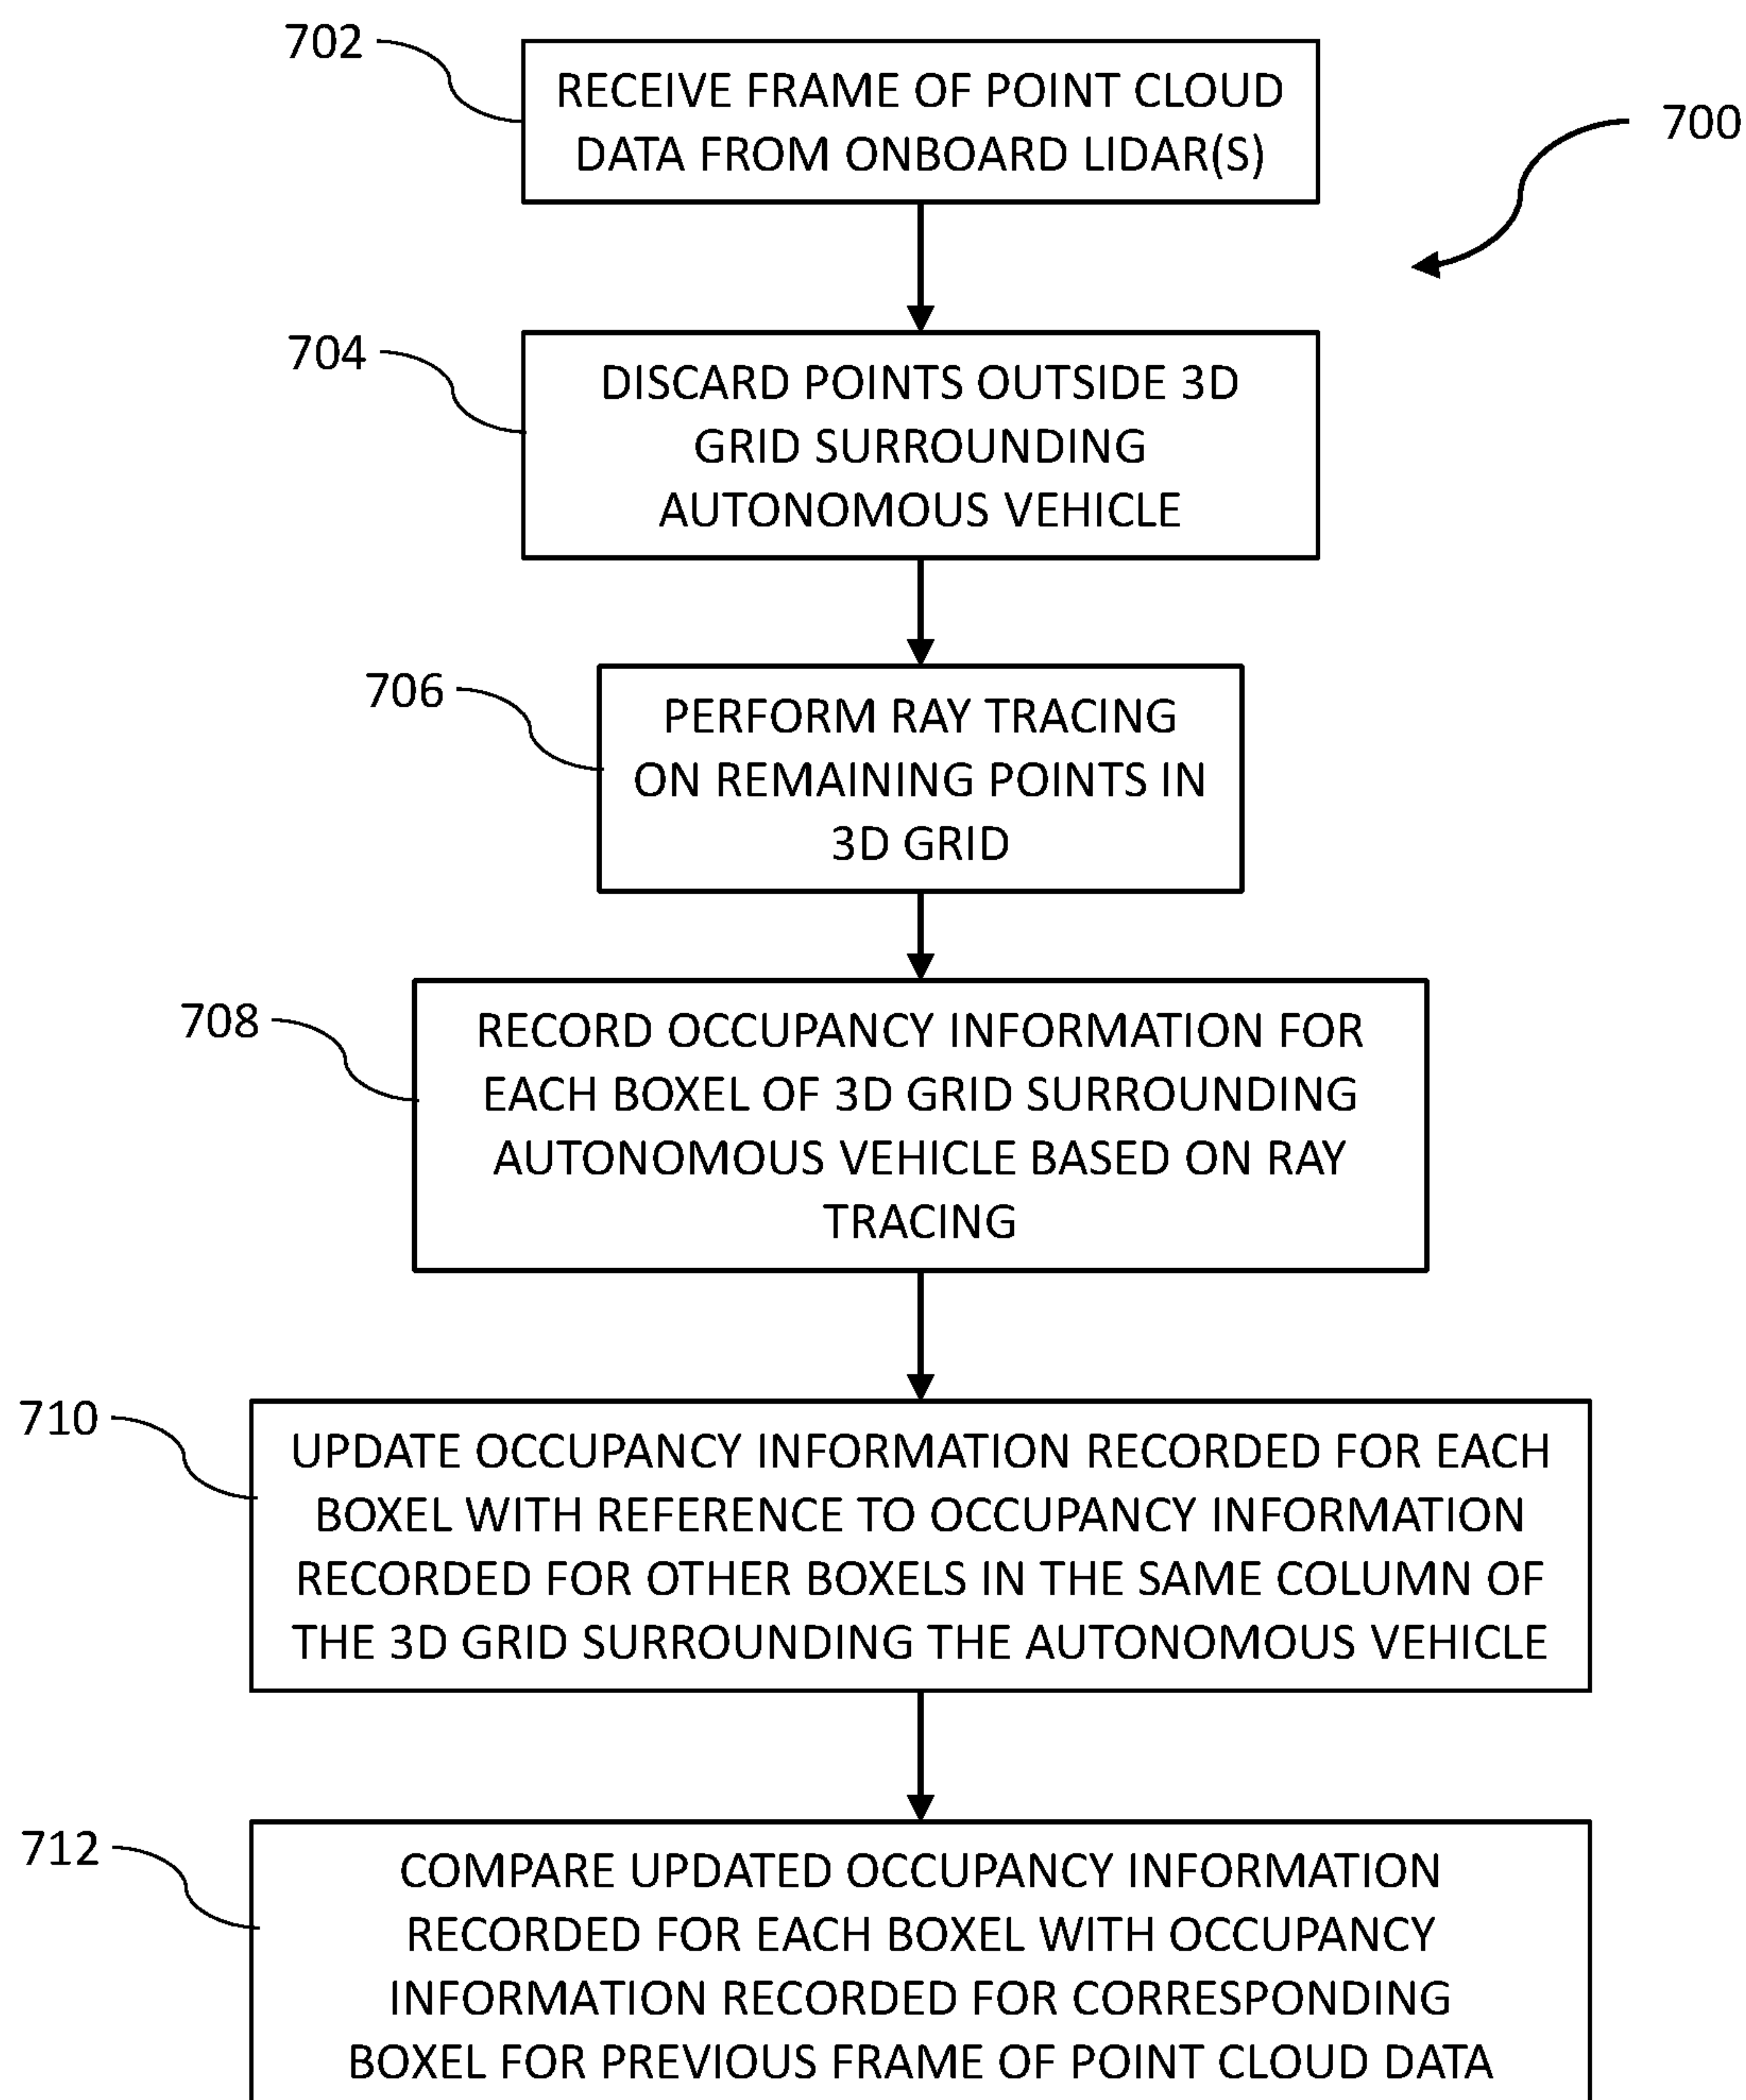 702
RECEIVE FRAME OF POINT CLOUD
DATA FROM ONBOARD LIDAR(S)
700
704
DISCARD POINTS OUTSIDE 3D
GRID SURROUNDING
AUTONOMOUS VEHICLE
706
PERFORM RAY TRACING
ON REMAINING POINTS IN
3D GRID
708
RECORD OCCUPANCY INFORMATION FOR
EACH BOXEL OF 3D GRID SURROUNDING
AUTONOMOUS VEHICLE BASED ON RAY
TRACING
710
UPDATE OCCUPANCY INFORMATION RECORDED FOR EACH
BOXEL WITH REFERENCE TO OCCUPANCY INFORMATION
RECORDED FOR OTHER BOXELS IN THE SAME COLUMN OF
THE 3D GRID SURROUNDING THE AUTONOMOUS VEHICLE
712
COMPARE UPDATED OCCUPANCY INFORMATION
RECORDED FOR EACH BOXEL WITH OCCUPANCY
INFORMATION RECORDED FOR CORRESPONDING
BOXEL FOR PREVIOUS FRAME OF POINT CLOUD DATA